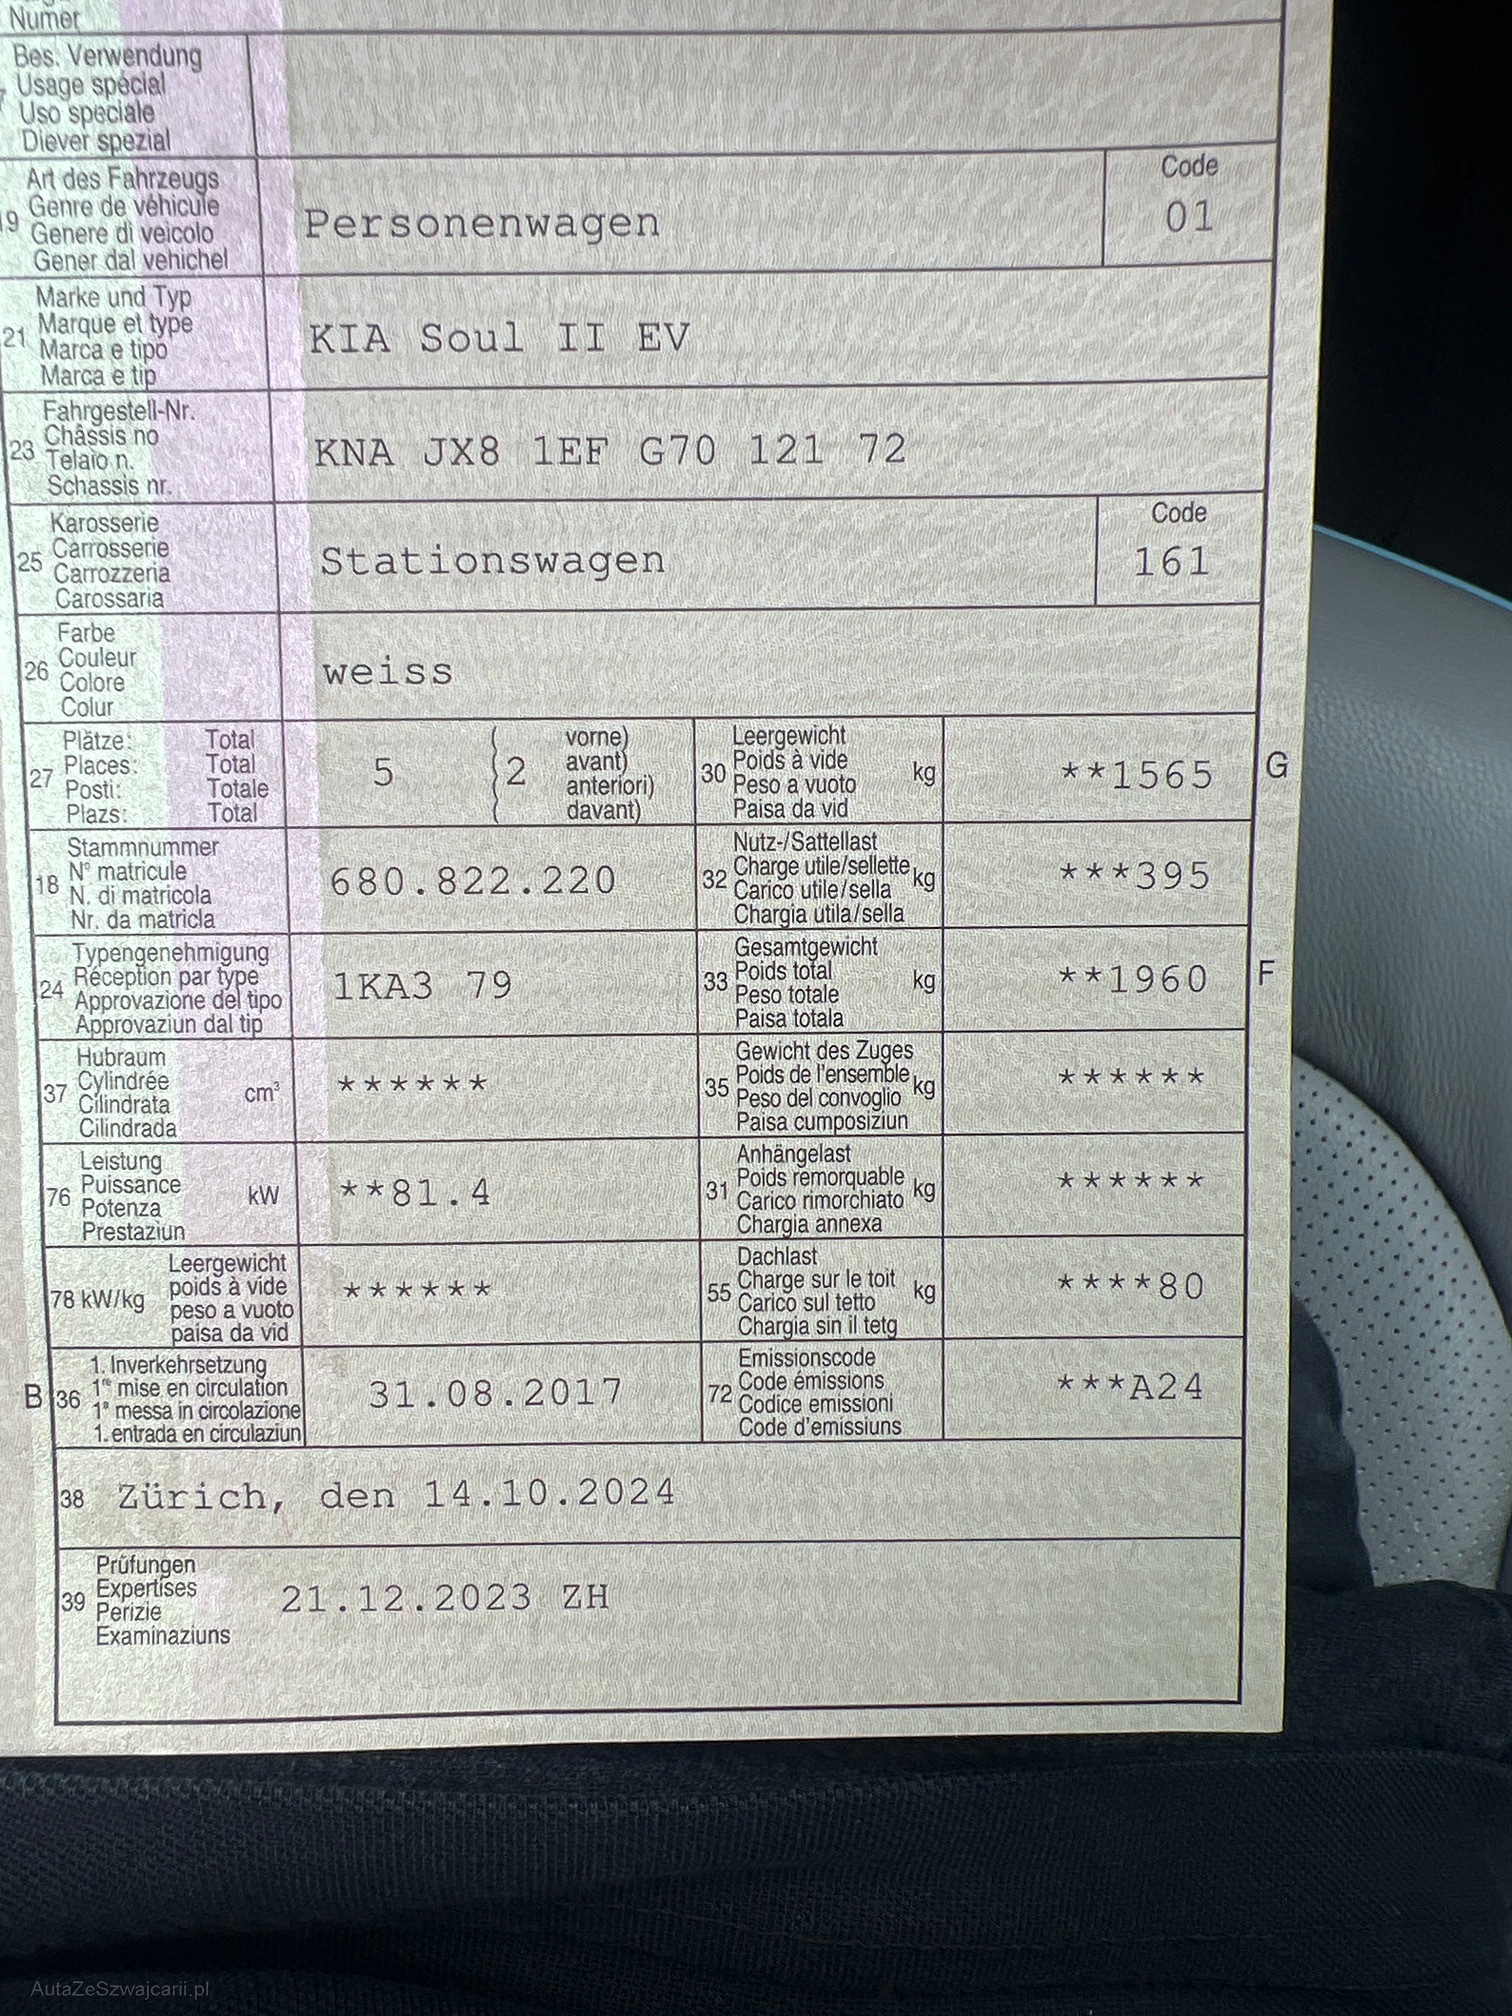 Numer
Bes. Verwendung
Usage spécial
Uso speciale
Diever spezial
19
Art des Fahrzeugs
Genre de véhicule
Genere di veicolo
Gener dal vehichel
Personenwagen
Code
01
21
Marke und Typ
Marque et type
Marca e tipo
Marca e tip
KIA Soul II EV
23
Fahrgestell-Nr.
Châssis no
Telaio n.
Schassis nr.
KNA JX8 1EF G70 121 72
25
Karosserie
Carrosserie
Carrozzeria
Carossaria
Stationswagen
Code
161
26
Farbe
Couleur
Colore
Colur
weiss
27
Plätze: Total
Places: Total
Posti: Totale
Plazs: Total
5
2
vorne)
avant)
anteriori)
davant)
30
Leergewicht
Poids à vide
Peso a vuoto
Paisa da vid
kg
**1565
G
18
Stammnummer
N° matricule
N. di matricola
Nr. da matricla
680.822.220
32
Nutz-/Sattellast
Charge utile/sellette
Carico utile/sella
Chargia utila/sella
kg
***395
24
Typengenehmigung
Réception par type
Approvazione del tipo
Approvaziun dal tip
1KA3 79
33
Gesamtgewicht
Poids total
Peso totale
Paisa totala
kg
**1960
F
37
Hubraum
Cylindrée
Cilindrata
Cilindrada
cm³
******
35
Gewicht des Zuges
Poids de l'ensemble
Peso del convoglio
Paisa cumposiziun
kg
******
76
Leistung
Puissance
Potenza
Prestaziun
kW
**81.4
31
Anhängelast
Poids remorquable
Carico rimorchiato
Chargia annexa
kg
******
78 kW/kg
Leergewicht
poids à vide
peso a vuoto
paisa da vid
******
55
Dachlast
Charge sur le toit
Carico sul tetto
Chargia sin il tetg
kg
****80
B
36
1. Inverkehrsetzung
1re mise en circulation
1a messa in circolazione
1. entrada en circulaziun
31.08.2017
72
Emissionscode
Code émissions
Codice emissioni
Code d'emissiuns
***A24
38
Zürich, den 14.10.2024
39
Prüfungen
Expertises
Perizie
Examinaziuns
21.12.2023 ZH
AutaZeSzwajcarii.pl